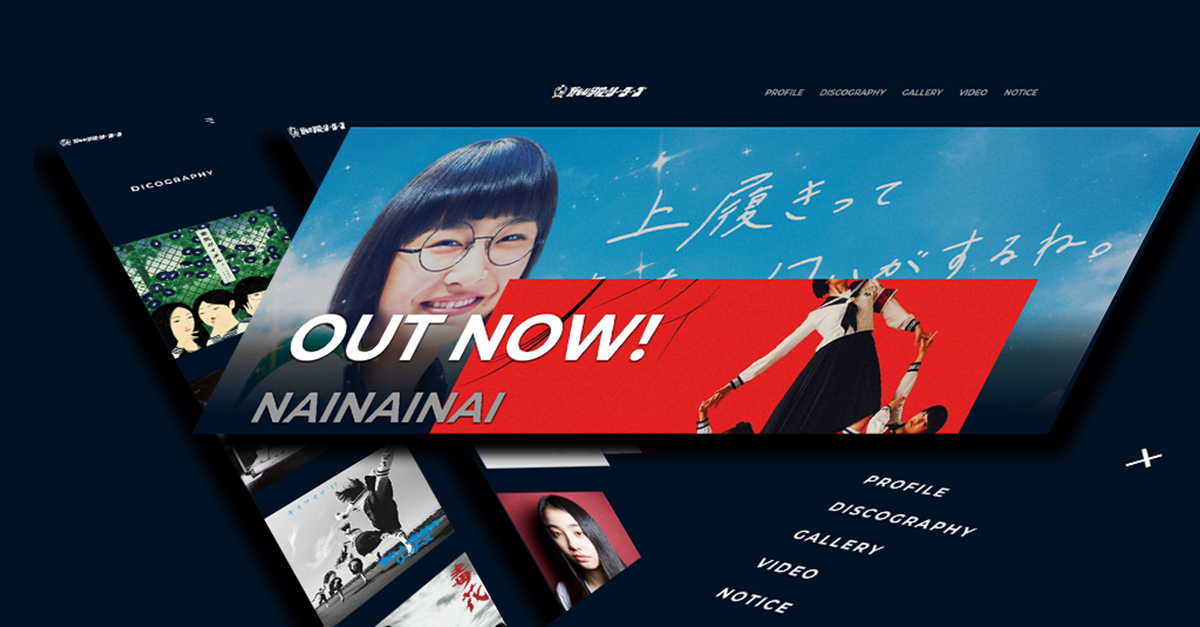 PROFILE DISCOGRAPHY GALLERY VIDEO NOTICE
DICOGRAPHY
上履きって
がするね。
OUT NOW!
NAINAINAI
PROFILE
DISCOGRAPHY
GALLERY
VIDEO
NOTICE